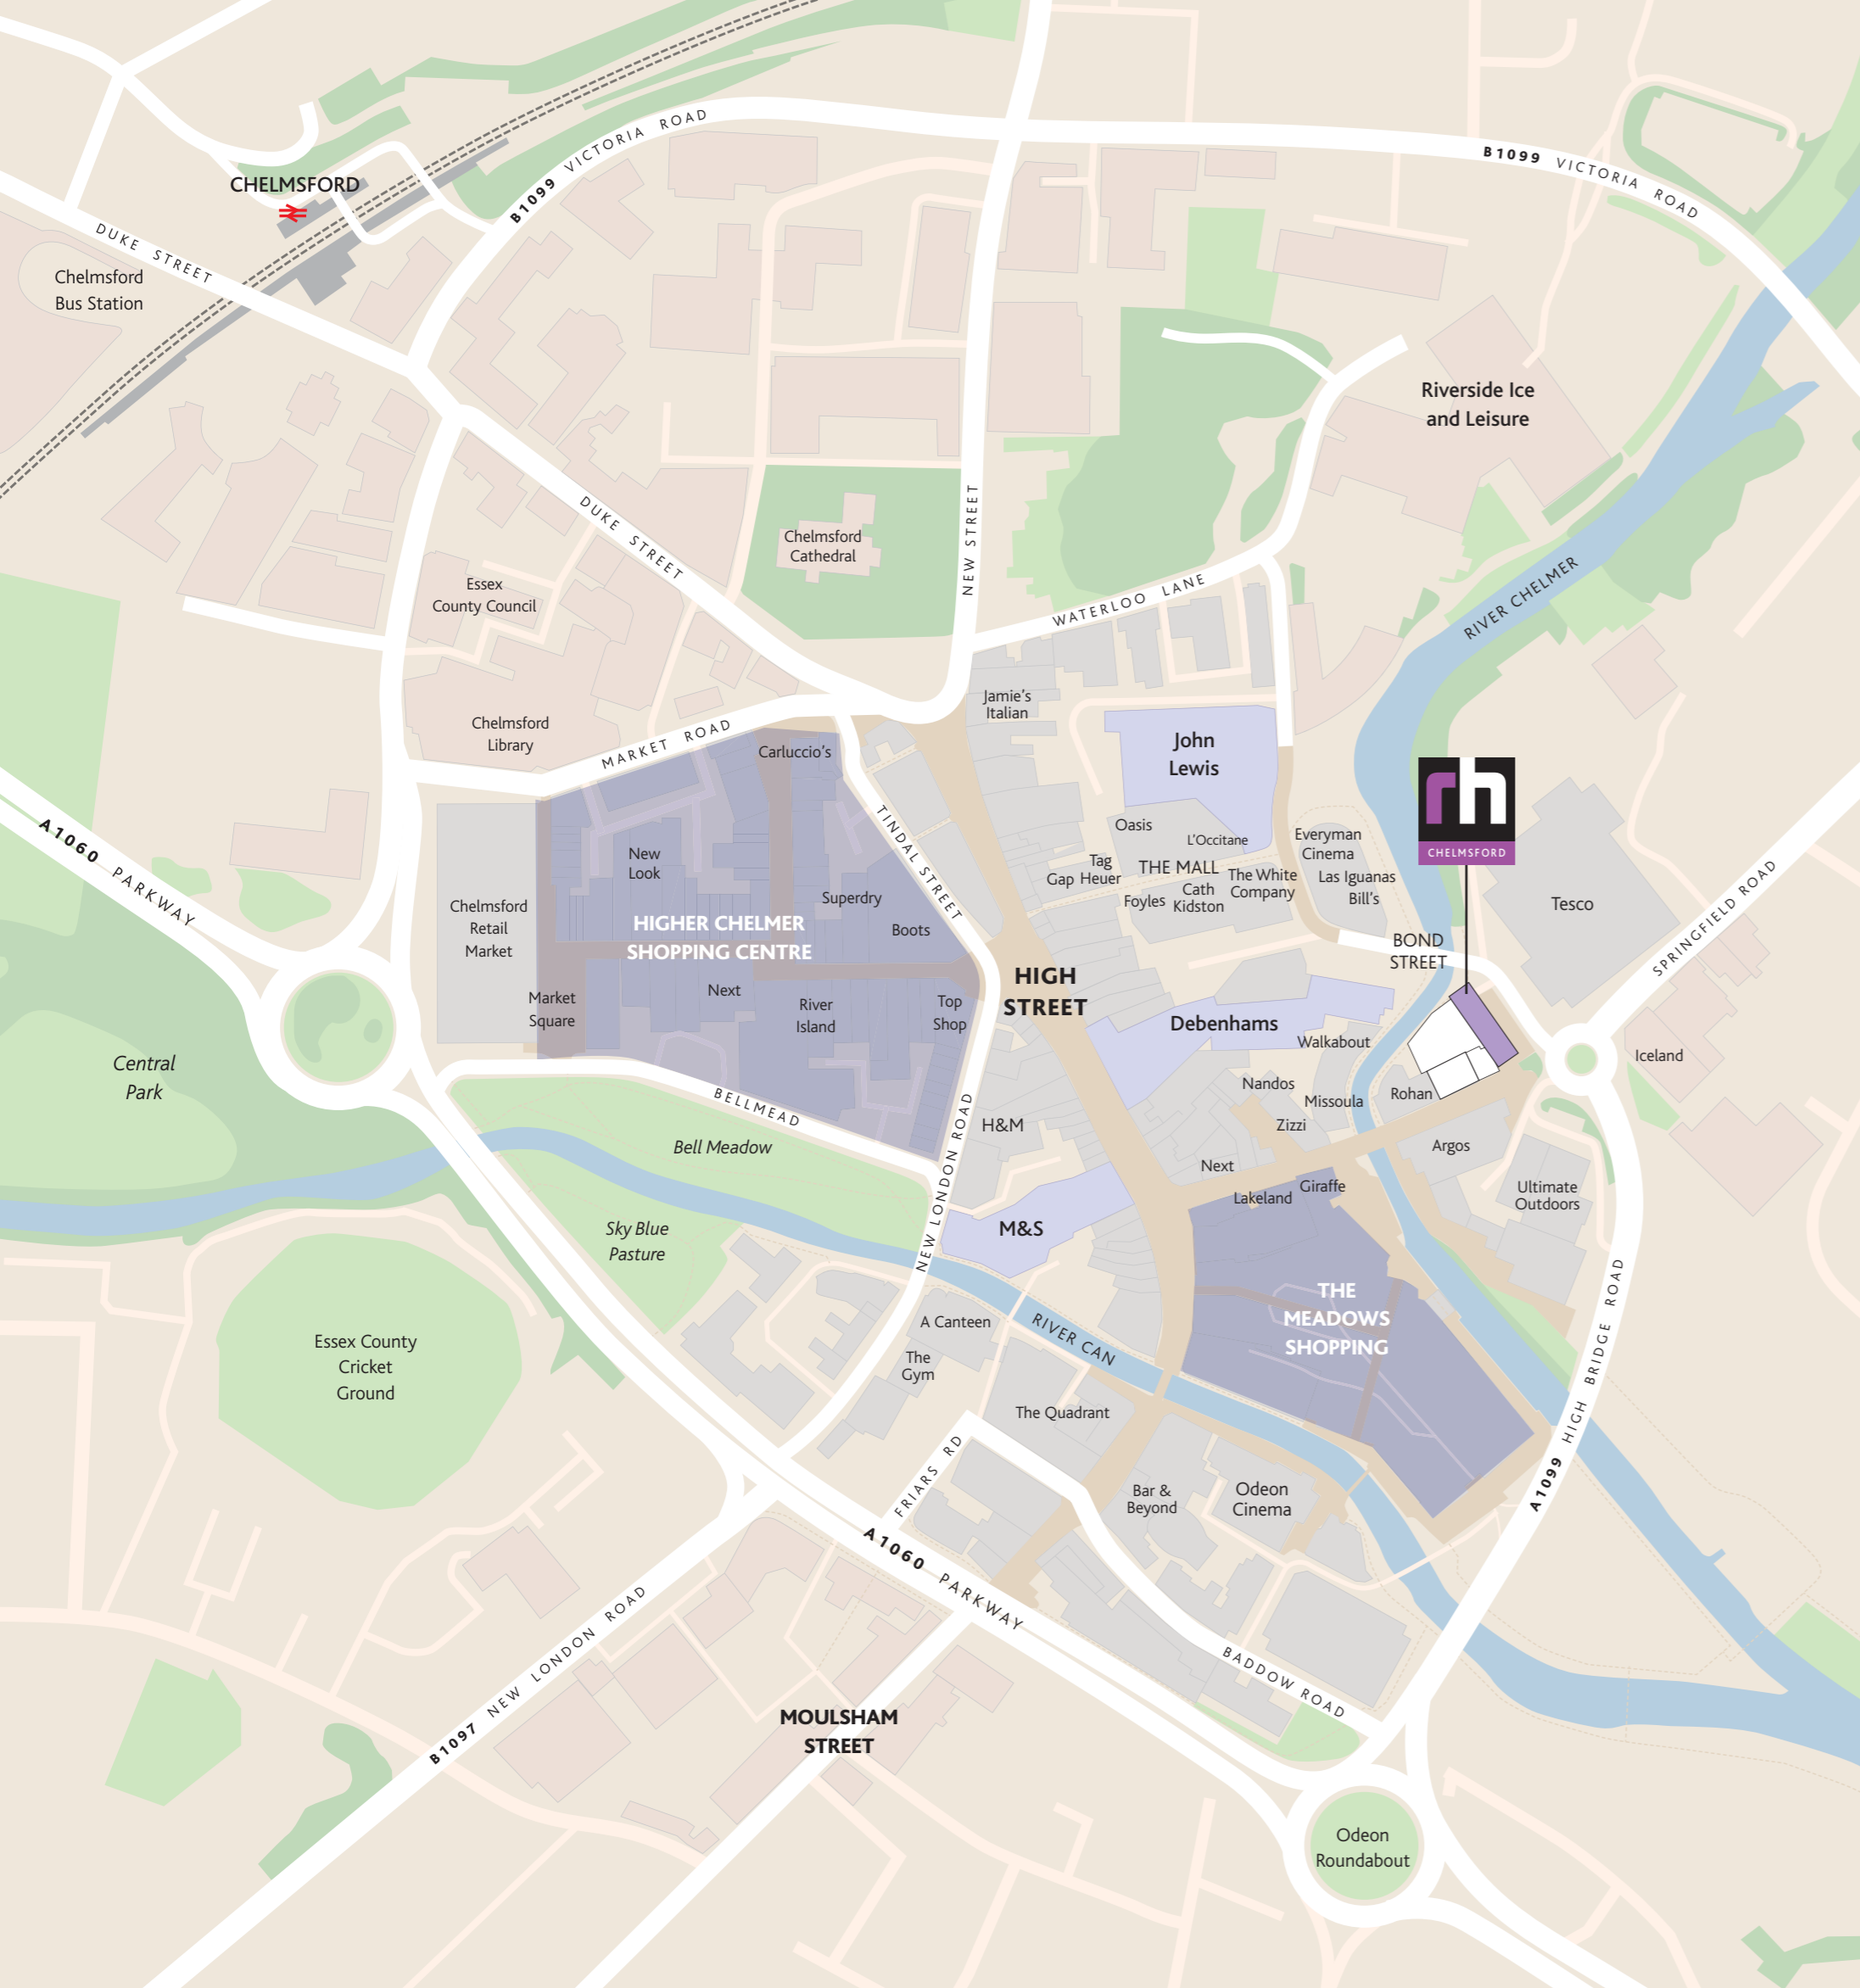 B1099 VICTORIA ROAD
B1099 VICTORIA ROAD
CHELMSFORD
DUKE STREET
Chelmsford
Bus Station
Riverside Ice
and Leisure
NEW STREET
DUKE STREET
Chelmsford
Cathedral
Essex
County Council
WATERLOO LANE
RIVER CHELMER
Jamie's
Italian
Chelmsford
Library
MARKET ROAD
Carluccio's
John
Lewis
rh
CHELMSFORD
A1060 PARKWAY
TINDAL STREET
Oasis
L'Occitane
Everyman
Cinema
New
Look
Tag
Heuer
Gap
THE MALL
The White
Company
Las Iguanas
Bill's
Foyles
Cath
Kidston
Superdry
Boots
Tesco
SPRINGFIELD ROAD
Chelmsford
Retail
Market
HIGHER CHELMER
SHOPPING CENTRE
BOND
STREET
HIGH
STREET
Market
Square
Next
River
Island
Top
Shop
Debenhams
Walkabout
Iceland
Central
Park
Nandos
Missoula
Rohan
Zizzi
BELLMEAD
H&M
Argos
Bell Meadow
Next
Lakeland
Giraffe
Ultimate
Outdoors
NEW LONDON ROAD
M&S
Sky Blue
Pasture
THE
MEADOWS
SHOPPING
A Canteen
RIVER CAN
Essex County
Cricket
Ground
The
Gym
The Quadrant
A1099 HIGH BRIDGE ROAD
FRIARS RD
Bar &
Beyond
Odeon
Cinema
A1060 PARKWAY
B1097 NEW LONDON ROAD
BADDOW ROAD
MOULSHAM
STREET
Odeon
Roundabout